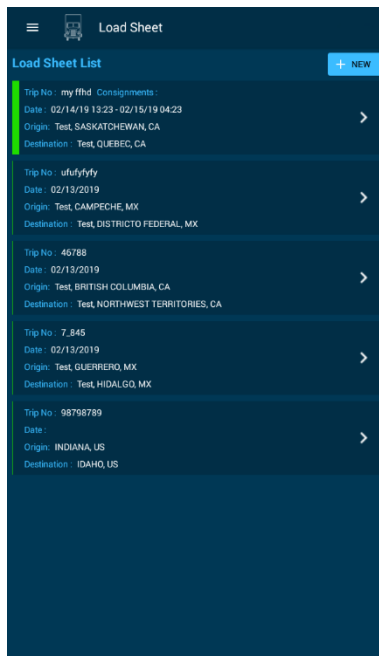 Load Sheet
Load Sheet List
+ NEW
Trip No : my ffhd Consignments :
Date : 02/14/19 13:23 - 02/15/19 04:23
Origin: Test, SASKATCHEWAN, CA
Destination : Test, QUEBEC, CA
Trip No : ufufyfyfy
Date : 02/13/2019
Origin: Test, CAMPECHE, MX
Destination : Test, DISTRICTO FEDERAL, MX
Trip No : 46788
Date : 02/13/2019
Origin: Test, BRITISH COLUMBIA, CA
Destination : Test, NORTHWEST TERRITORIES, CA
Trip No : 7_845
Date : 02/13/2019
Origin: Test, GUERRERO, MX
Destination : Test, HIDALGO, MX
Trip No : 98798789
Date :
Origin: INDIANA, US
Destination : IDAHO, US